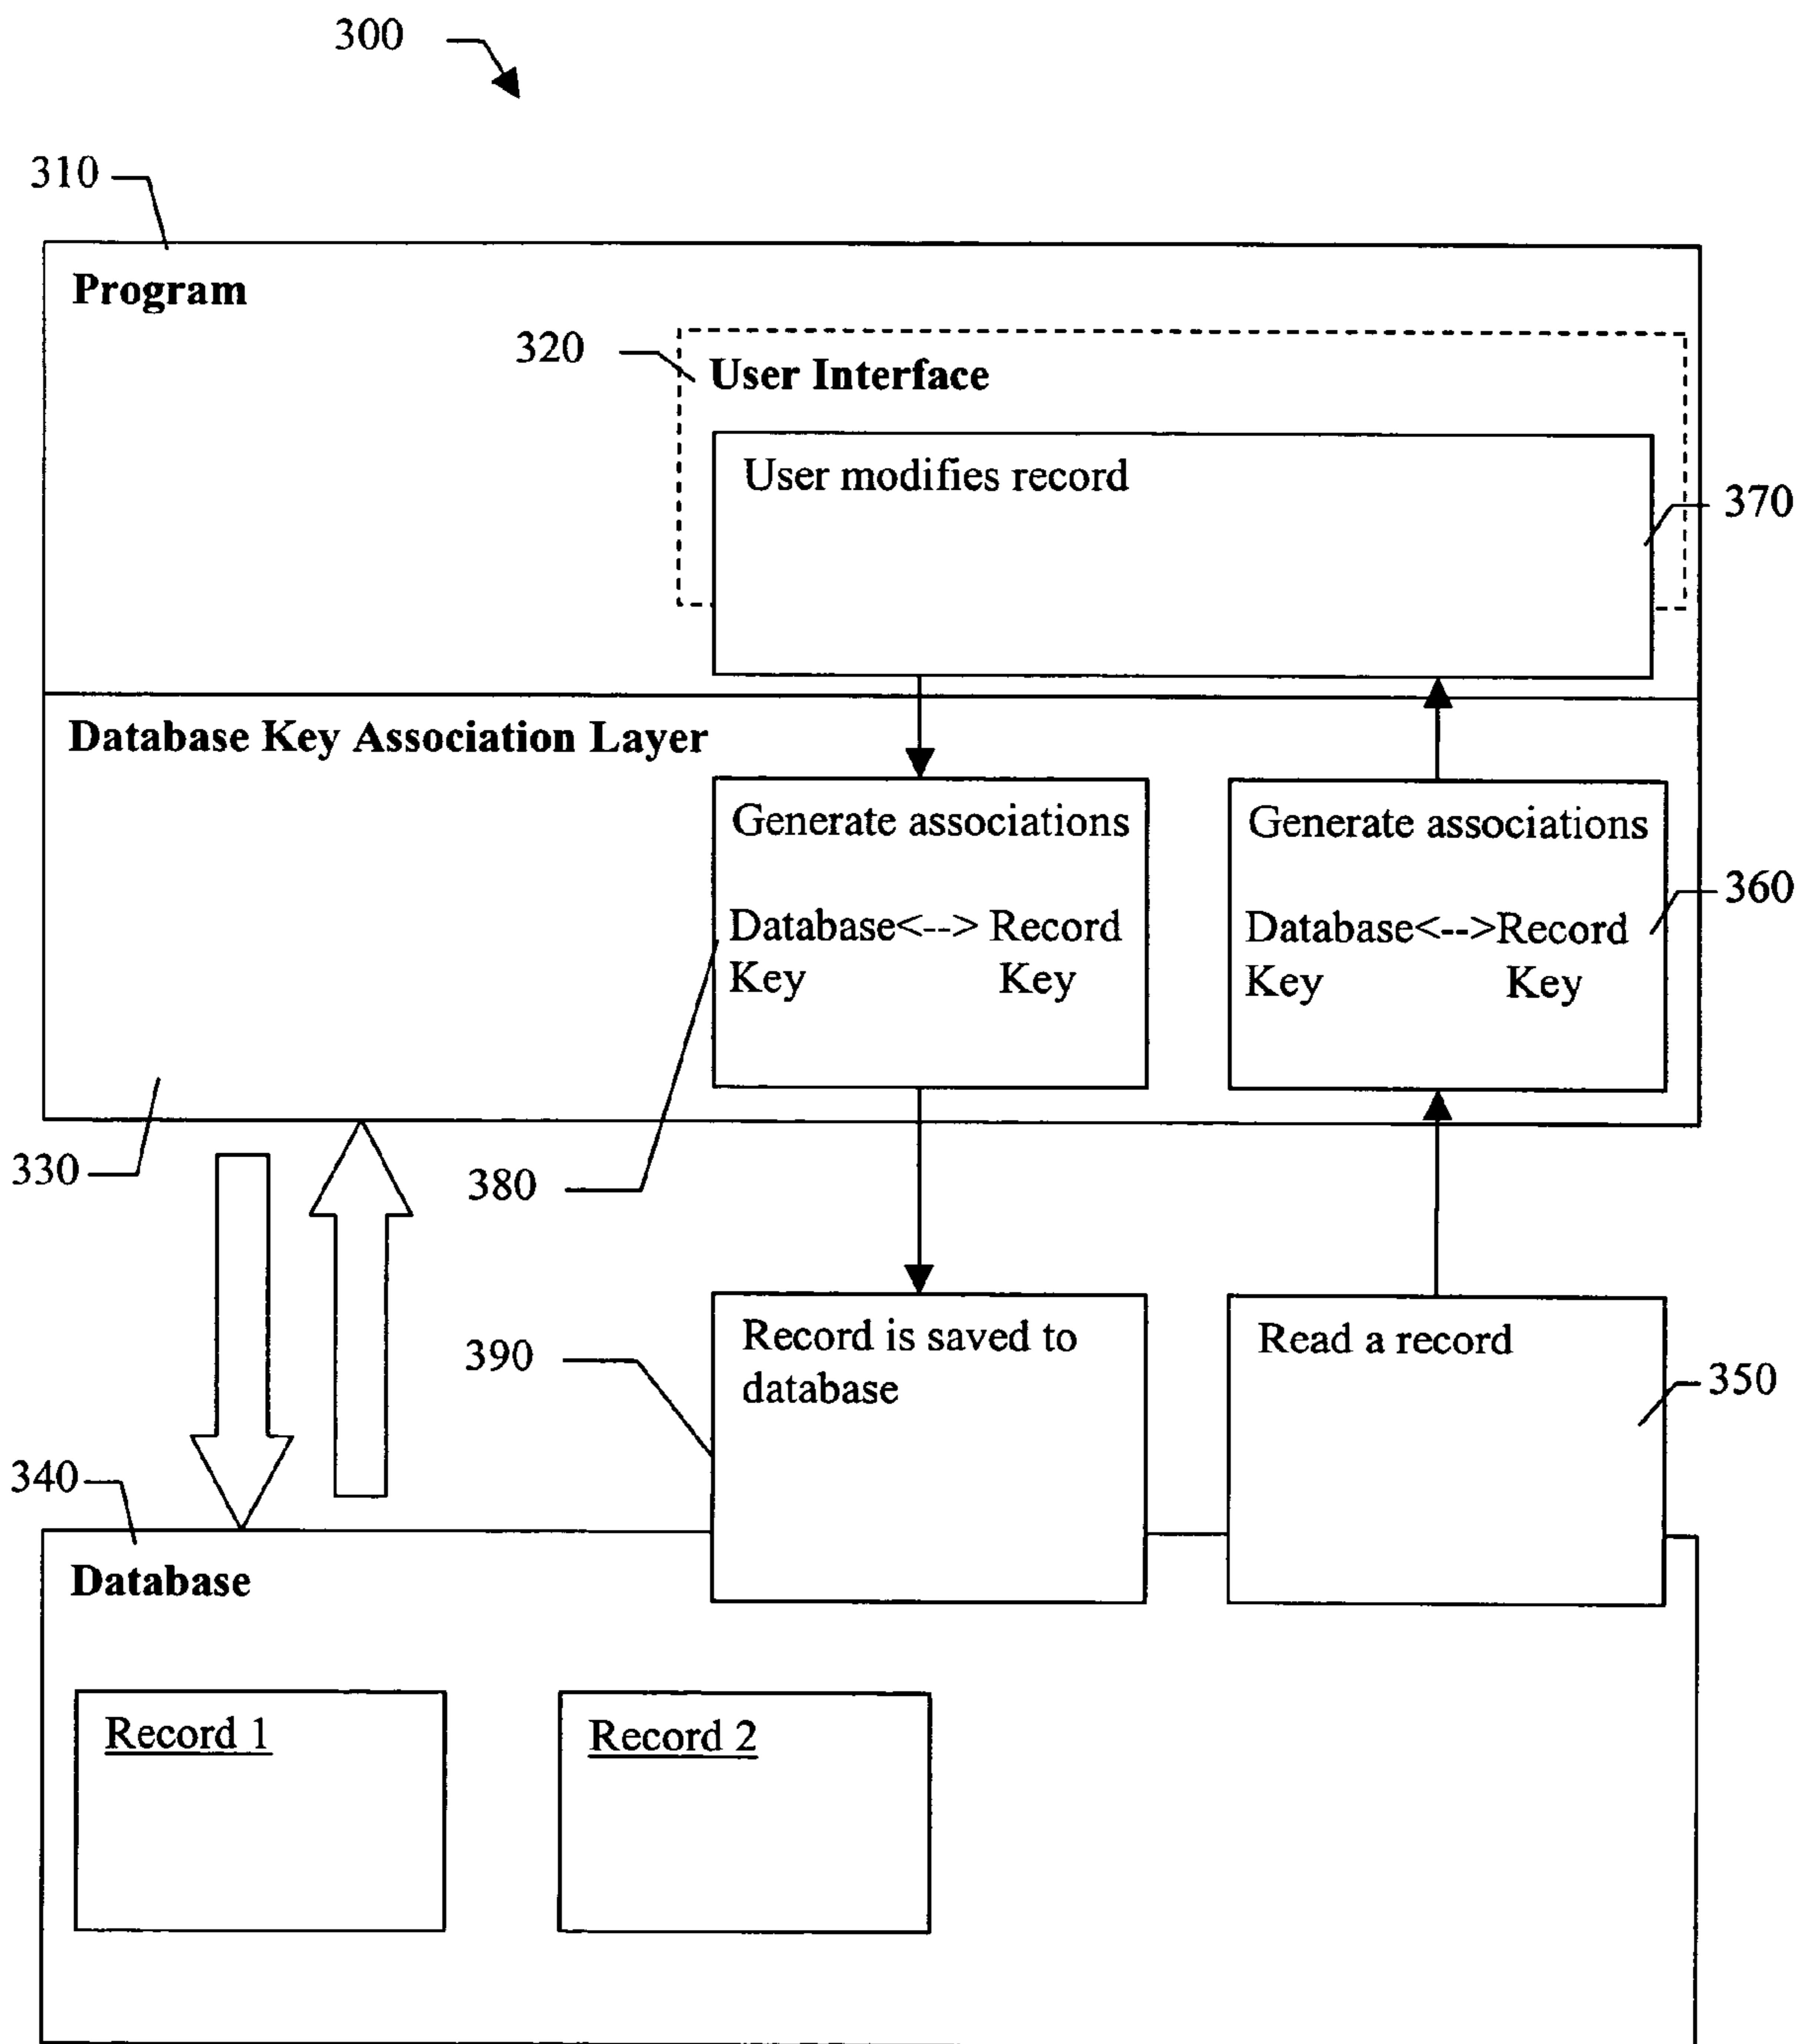 300
310
Program
320
User Interface
User modifies record
370
Database Key Association Layer
Generate associations
Database<--> Record
Key Key
Generate associations
Database<-->Record
Key Key
360
330
380
Record is saved to
database
390
Read a record
350
340
Database
Record 1
Record 2